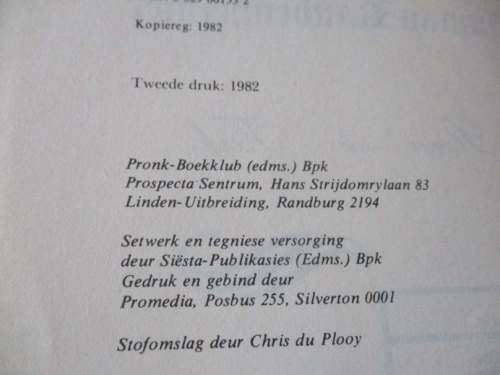 Kopiereg: 1982
Tweede druk: 1982
Pronk-Boekklub (edms.) Bpk
Prospecta Sentrum, Hans Strijdomrylaan 83
Linden-Uitbreiding, Randburg 2194
Setwerk en tegniese versorging
deur Siësta-Publikasies (Edms.) Bpk
Gedruk en gebind deur
Promedia, Posbus 255, Silverton 0001
Stofomslag deur Chris du Plooy